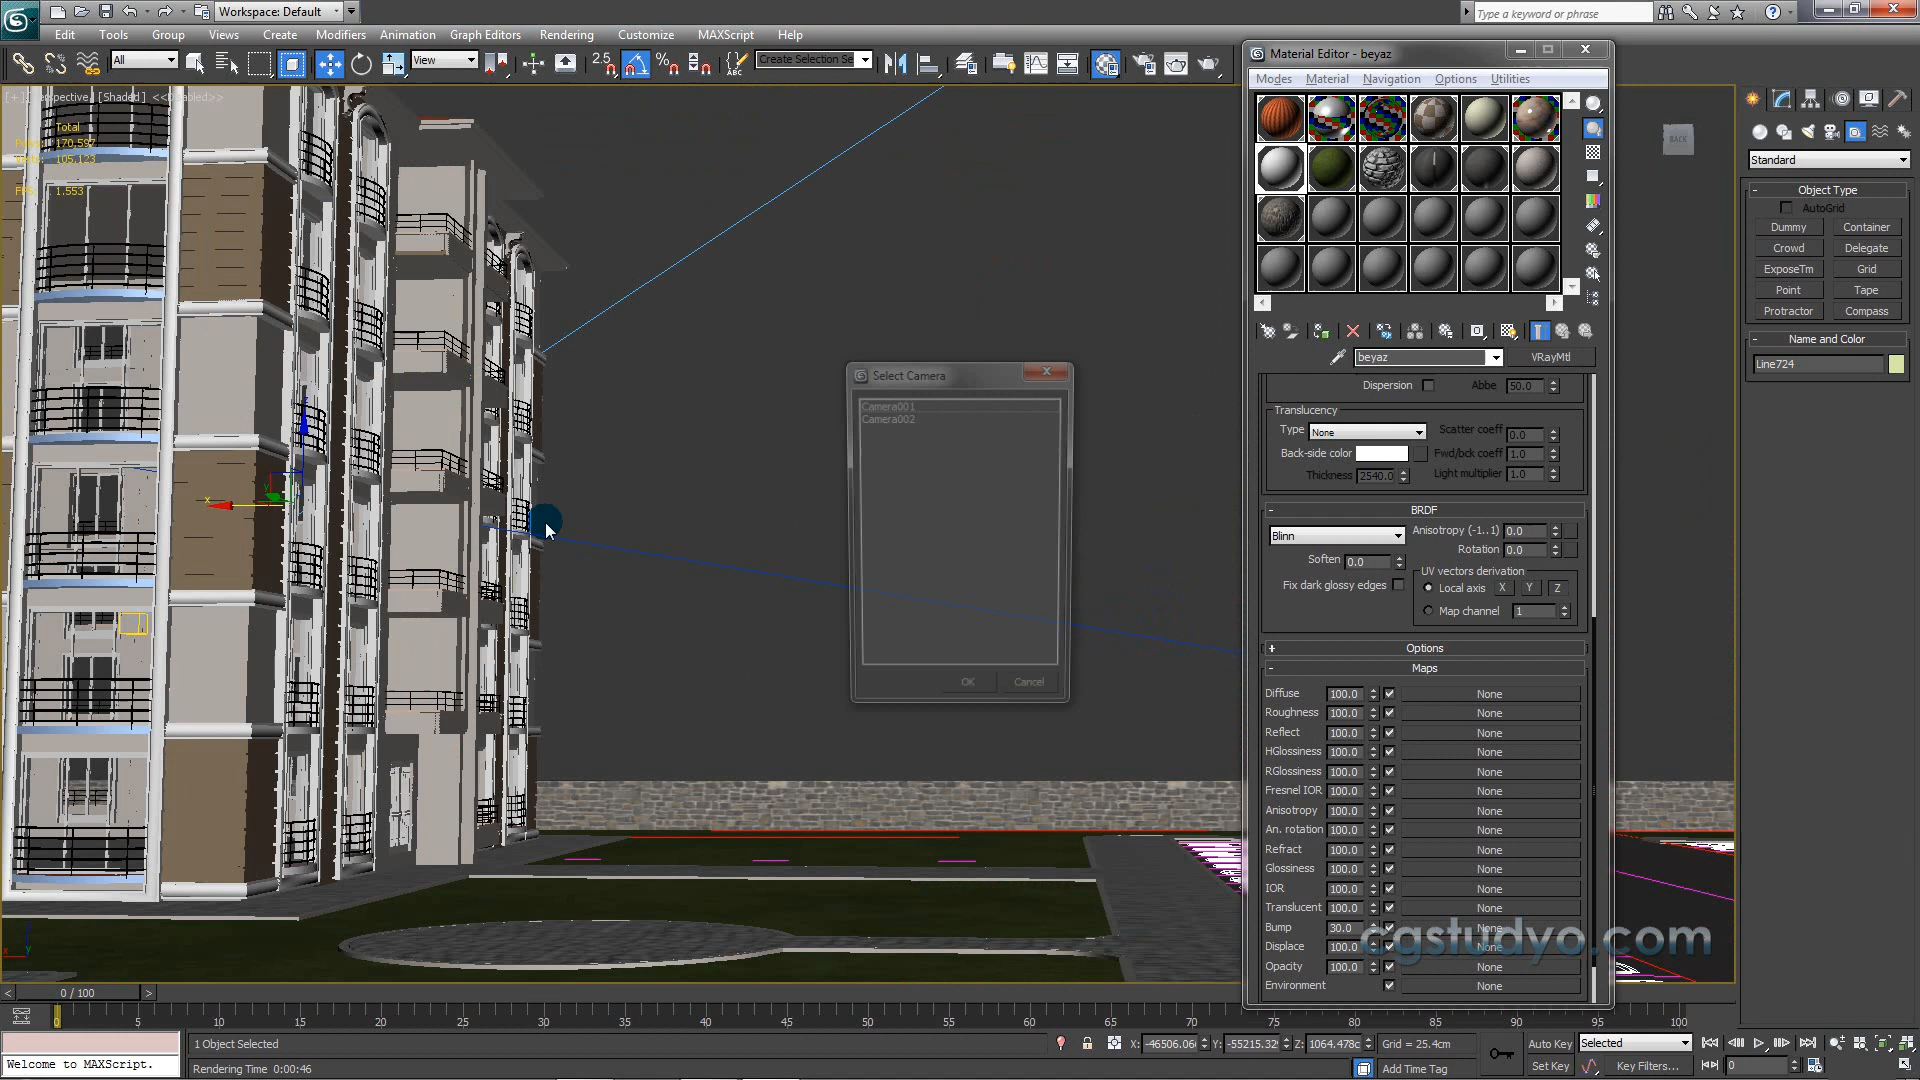 Workspace: Default
Type a keyword or phrase
Edit Tools Group Views Create Modifiers Animation Graph Editors Rendering Customize MAXScript Help
All
View
2.5
Create Selection Se
[+] [Perspective] [Shaded] <<Disabled>>
Total
170,597
105,123
1.553
BACK
Select Camera
Camera001
Camera002
OK Cancel
Material Editor - beyaz
Modes Material Navigation Options Utilities
beyaz
VRayMtl
Dispersion Abbe 50.0
Translucency
Type None Scatter coeff 0.0
Back-side color Fwd/bck coeff 1.0
Thickness 2540.0 Light multiplier 1.0
- BRDF
Blinn Anisotropy (-1..1) 0.0
Rotation 0.0
Soften 0.0
UV vectors derivation
Fix dark glossy edges Local axis X Y Z
Map channel 1
+ Options
- Maps
Diffuse 100.0 None
Roughness 100.0 None
Reflect 100.0 None
HGlossiness 100.0 None
RGlossiness 100.0 None
Fresnel IOR 100.0 None
Anisotropy 100.0 None
An. rotation 100.0 None
Refract 100.0 None
Glossiness 100.0 None
IOR 100.0 None
Translucent 100.0 None
Bump 30.0 None
Displace 100.0 None
Opacity 100.0 None
Environment None
cgstudyo.com
Standard
- Object Type
AutoGrid
Dummy Container
Crowd Delegate
ExposeTm Grid
Point Tape
Protractor Compass
- Name and Color
Line724
x
y
z
< 0 / 100 >
0 5 10 15 20 25 30 35 40 45 50 55 60 65 70 75 80 85 90 95 100
1 Object Selected
X: -46506.06 Y: -55215.32 Z: 1064.478c Grid = 25.4cm
Auto Key Selected
Welcome to MAXScript.
Rendering Time 0:00:46
Add Time Tag
Set Key Key Filters...
0